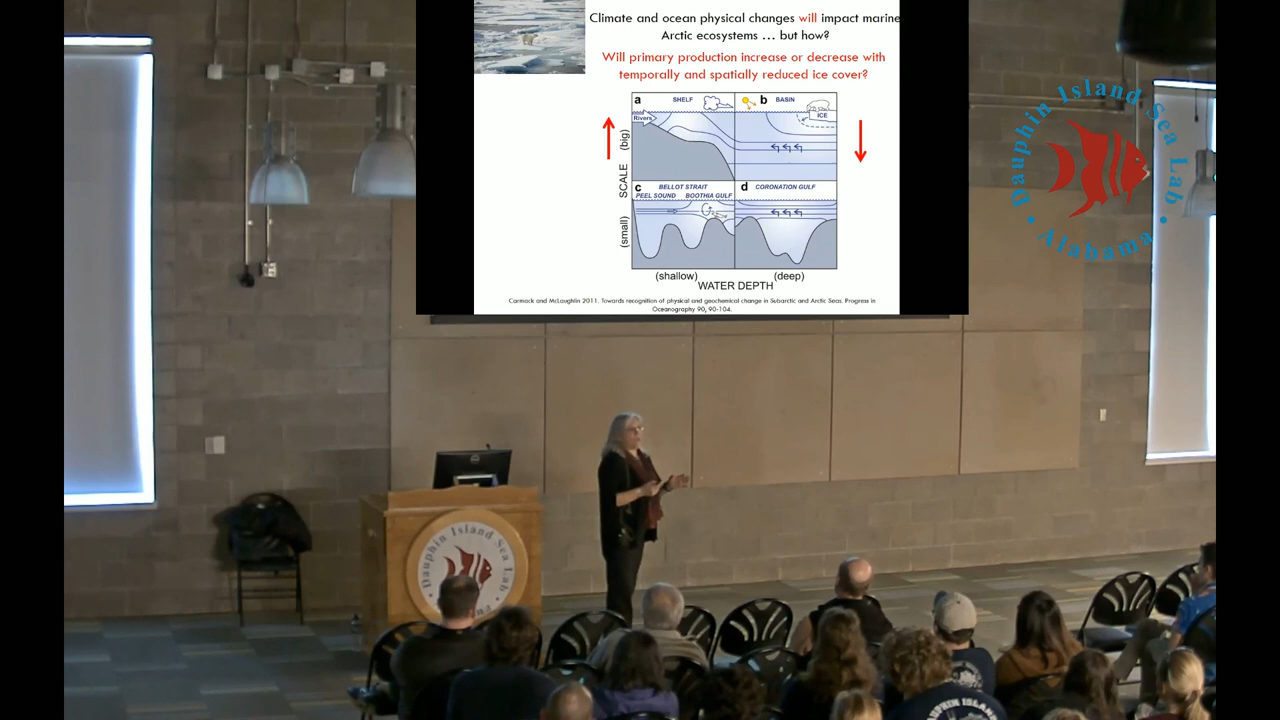 Climate and ocean physical changes will impact marine
Arctic ecosystems … but how?
Will primary production increase or decrease with
temporally and spatially reduced ice cover?
a SHELF
b BASIN
Rivers
ICE
SCALE
(big)
(small)
c BELLOT STRAIT
PEEL SOUND BOOTHIA GULF
d CORONATION GULF
(shallow) (deep)
WATER DEPTH
Carmack and McLaughlin 2011. Towards recognition of physical and geochemical change in Subarctic and Arctic Seas. Progress in
Oceanography 90, 90-104.
Dauphin Island Sea Lab • Alabama •
Dauphin Island Sea Lab
DAUPHIN ISLAND